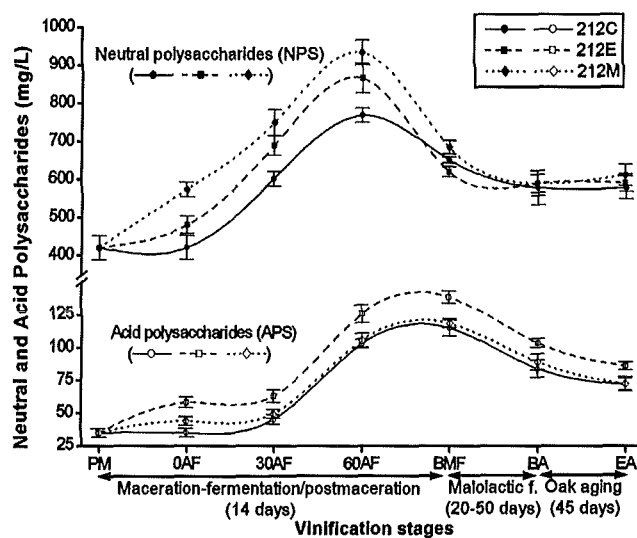 Neutral and Acid Polysaccharides (mg/L)
1000
900
800
700
600
500
400
125
100
75
50
25
Neutral polysaccharides (NPS)
212C
212E
212M
Acid polysaccharides (APS)
PM 0AF 30AF 60AF BMF BA EA
Maceration-fermentation/postmaceration
(14 days)
Malolactic f.
(20-50 days)
Oak aging
(45 days)
Vinification stages